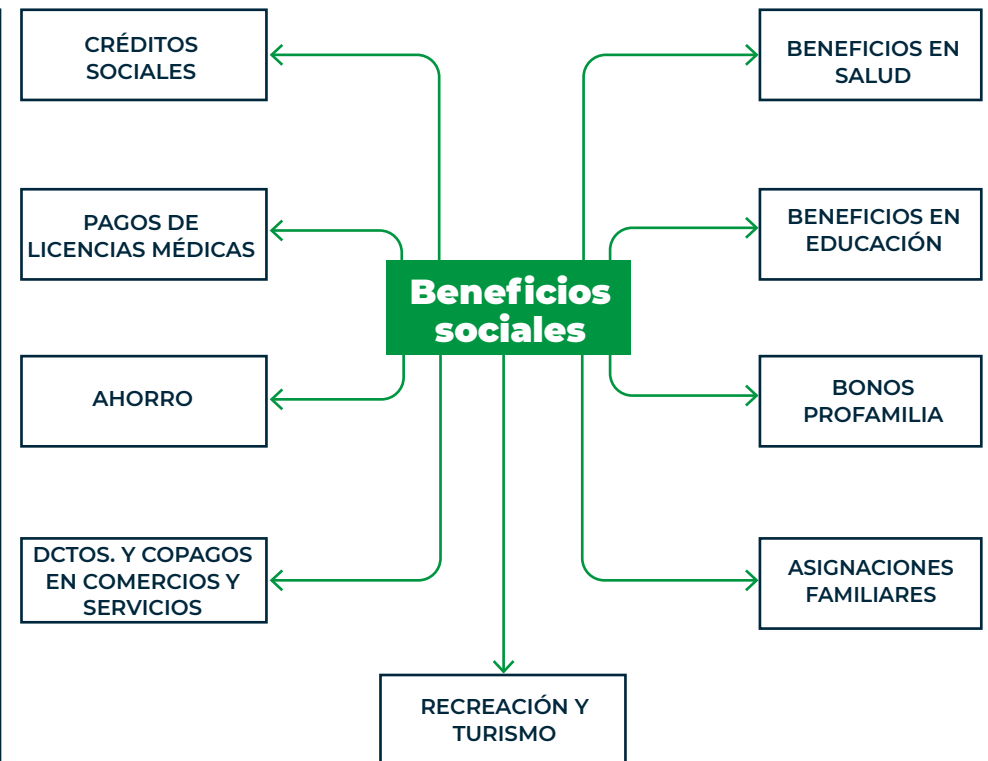 CRÉDITOS
SOCIALES
BENEFICIOS EN
SALUD
PAGOS DE
LICENCIAS MÉDICAS
BENEFICIOS EN
EDUCACIÓN
Beneficios
sociales
AHORRO
BONOS
PROFAMILIA
DCTOS. Y COPAGOS
EN COMERCIOS Y
SERVICIOS
ASIGNACIONES
FAMILIARES
RECREACIÓN Y
TURISMO